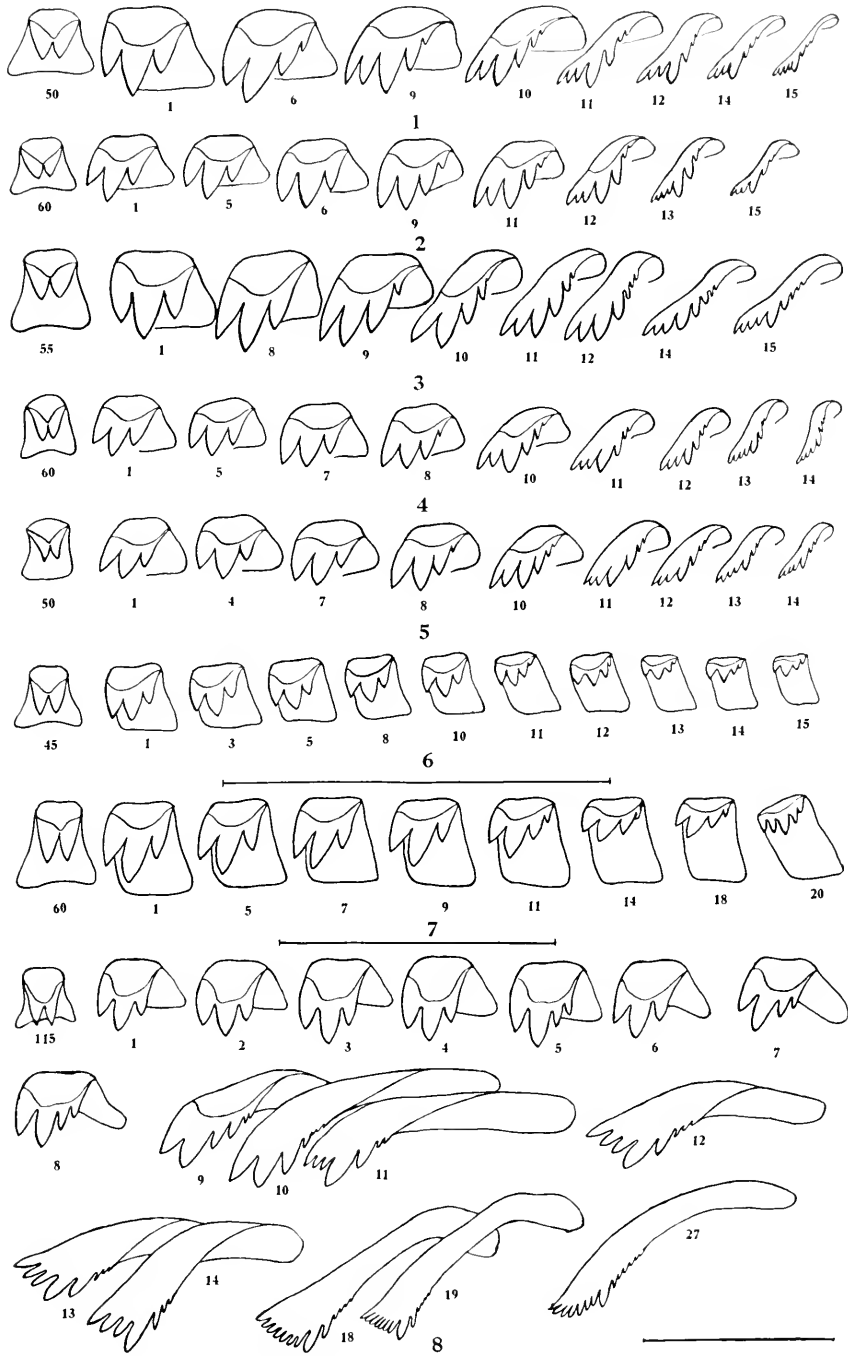 50 1 6 9 10 11 12 14 15
1
60 1 5 6 9 11 12 13 15
2
55 1 8 9 10 11 12 14 15
3
60 1 5 7 8 10 11 12 13 14
4
50 1 4 7 8 10 11 12 13 14
5
45 1 3 5 8 10 11 12 13 14 15
6
60 1 5 7 9 11 14 18 20
7
115 1 2 3 4 5 6 7
8 9 10 11 12
13 14 18 19 27
8